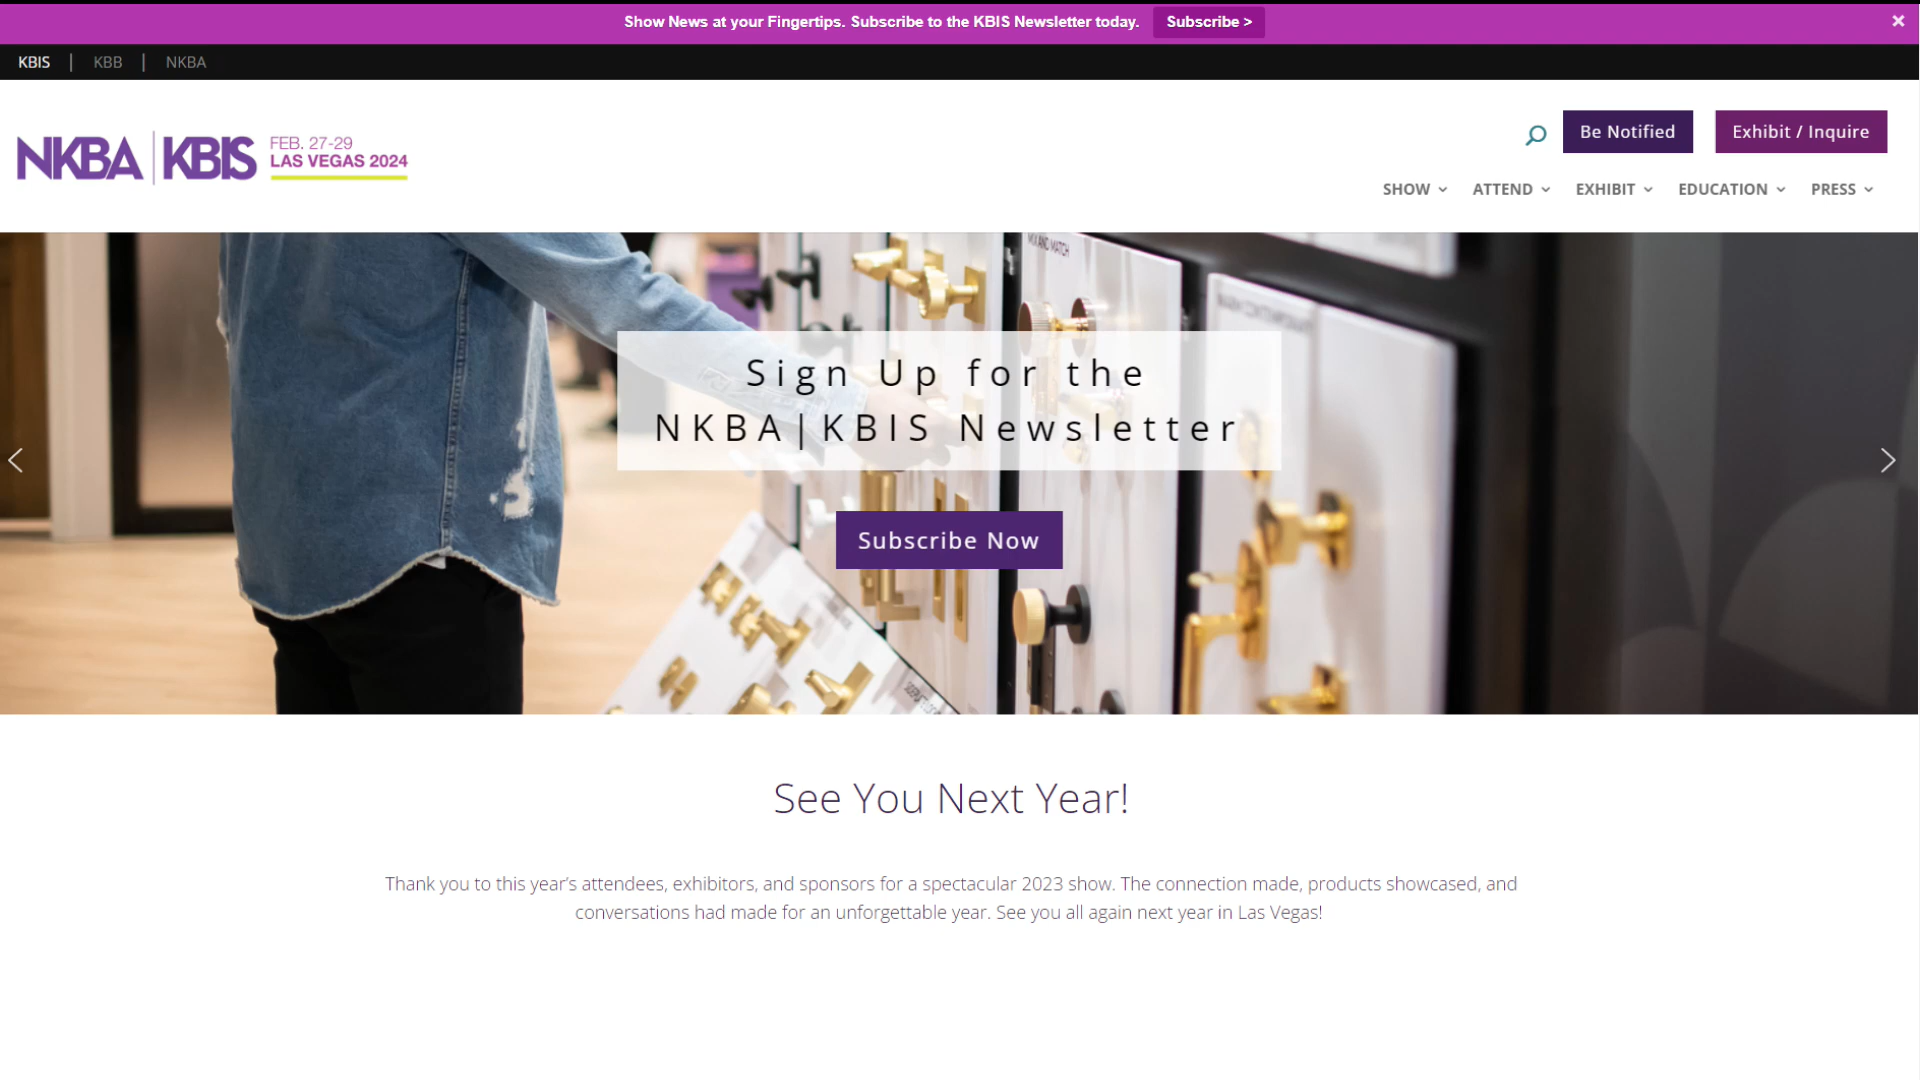 Show News at your Fingertips. Subscribe to the KBIS Newsletter today. Subscribe >
KBIS | KBB | NKBA
NKBA | KBIS
FEB. 27-29
LAS VEGAS 2024
Be Notified
Exhibit / Inquire
SHOW ATTEND EXHIBIT EDUCATION PRESS
MIX AND MATCH
Sign Up for the
NKBA|KBIS Newsletter
Subscribe Now
See You Next Year!
Thank you to this year's attendees, exhibitors, and sponsors for a spectacular 2023 show. The connection made, products showcased, and
conversations had made for an unforgettable year. See you all again next year in Las Vegas!